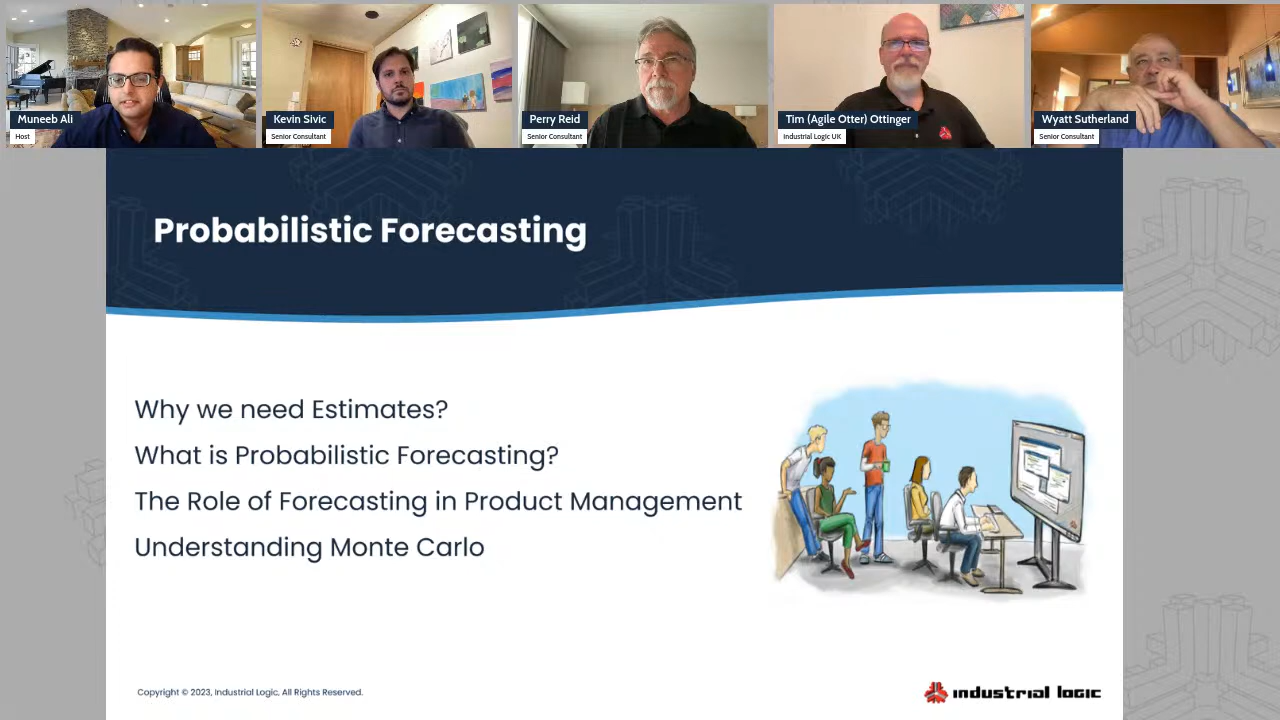 Muneeb Ali
Host
Kevin Sivic
Senior Consultant
Perry Reid
Senior Consultant
Tim (Agile Otter) Ottinger
Industrial Logic UK
Wyatt Sutherland
Senior Consultant
Probabilistic Forecasting
Why we need Estimates?
What is Probabilistic Forecasting?
The Role of Forecasting in Product Management
Understanding Monte Carlo
Copyright © 2023, Industrial Logic, All Rights Reserved.
industrial logic